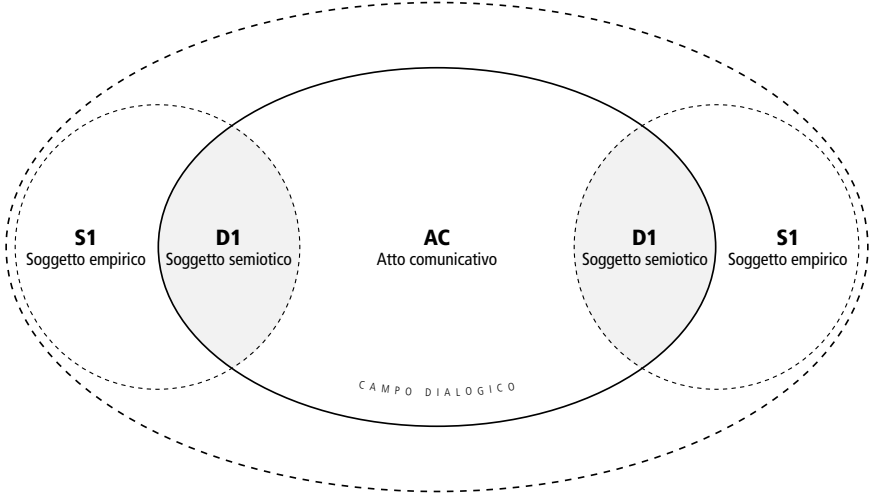 S1
Soggetto empirico
D1
Soggetto semiotico
AC
Atto comunicativo
D1
Soggetto semiotico
S1
Soggetto empirico
CAMPO DIALOGICO